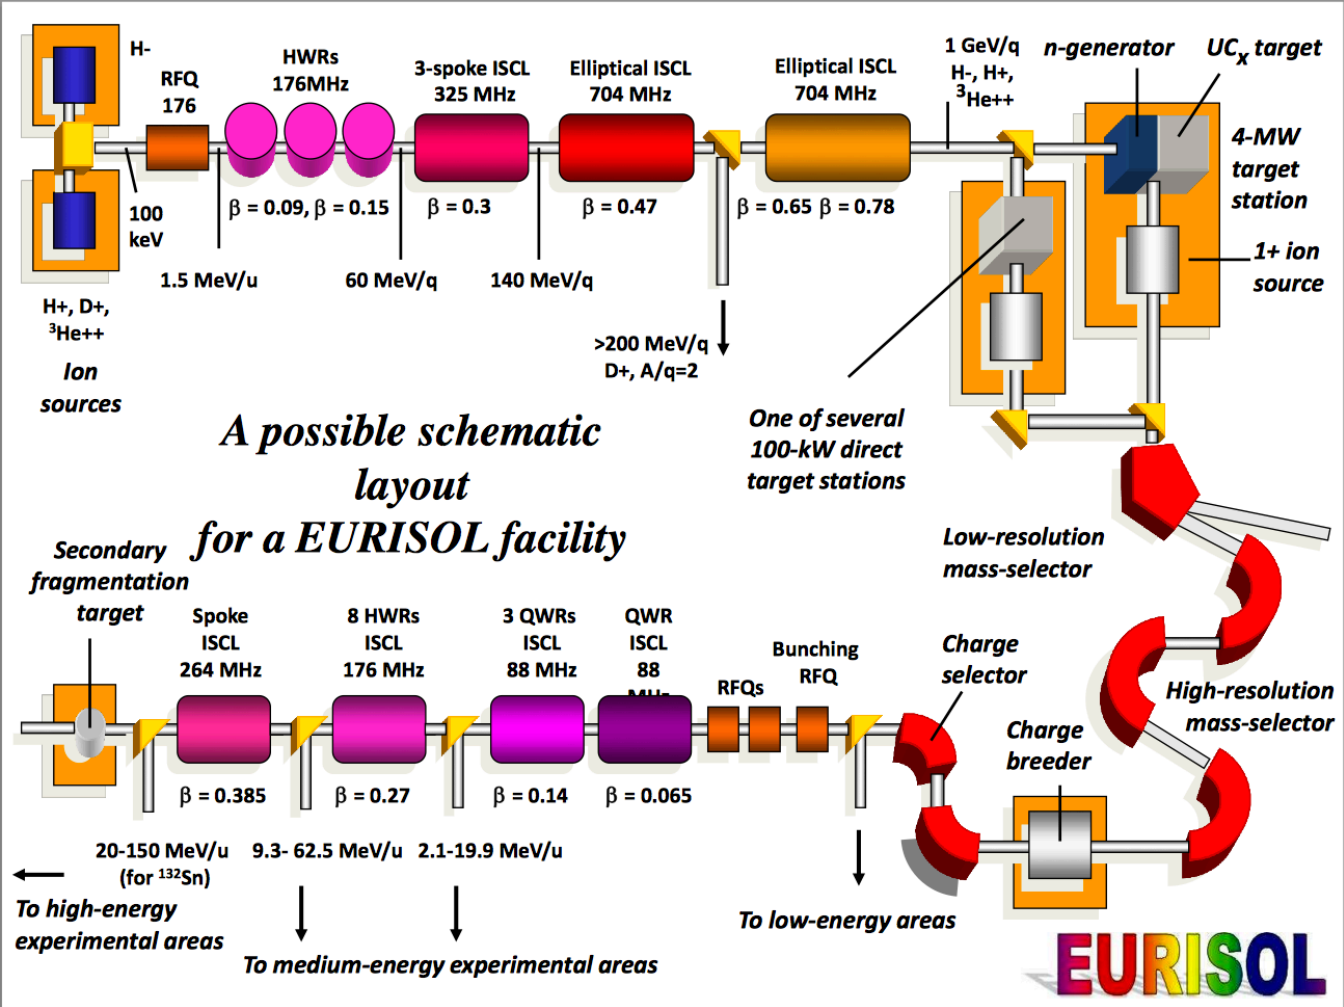 H-
RFQ
176
HWRs
176MHz
3-spoke ISCL
325 MHz
Elliptical ISCL
704 MHz
Elliptical ISCL
704 MHz
1 GeV/q
H-, H+,
³He++
n-generator
UCₓ target
4-MW
target
station
1+ ion
source
100
keV
β = 0.09, β = 0.15
β = 0.3
β = 0.47
β = 0.65 β = 0.78
1.5 MeV/u
60 MeV/q
140 MeV/q
H+, D+,
³He++
Ion
sources
>200 MeV/q
D+, A/q=2
One of several
100-kW direct
target stations
A possible schematic
layout
for a EURISOL facility
Low-resolution
mass-selector
High-resolution
mass-selector
Charge
selector
Charge
breeder
Secondary
fragmentation
target
Spoke
ISCL
264 MHz
8 HWRs
ISCL
176 MHz
3 QWRs
ISCL
88 MHz
QWR
ISCL
88
MHz
RFQs
Bunching
RFQ
β = 0.385
β = 0.27
β = 0.14
β = 0.065
20-150 MeV/u
(for ¹³²Sn)
9.3- 62.5 MeV/u
2.1-19.9 MeV/u
To high-energy
experimental areas
To medium-energy experimental areas
To low-energy areas
EURISOL